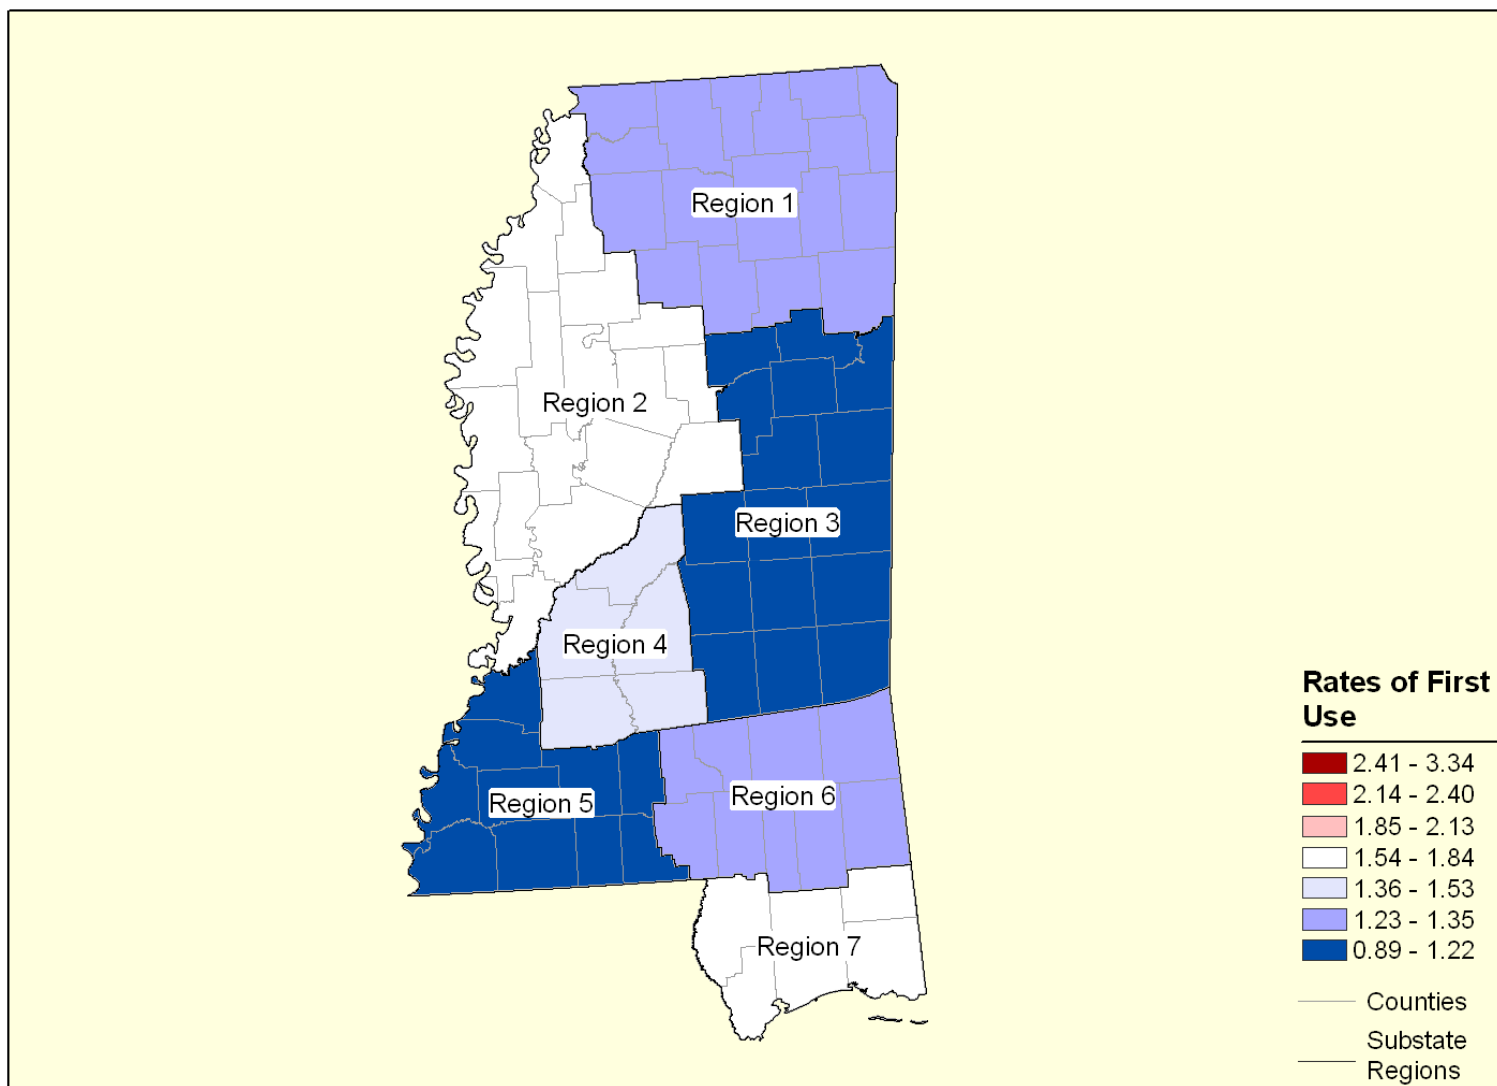 Region 1
Region 2
Region 3
Region 4
Region 5
Region 6
Region 7
Rates of First
Use
2.41 - 3.34
2.14 - 2.40
1.85 - 2.13
1.54 - 1.84
1.36 - 1.53
1.23 - 1.35
0.89 - 1.22
Counties
Substate
Regions